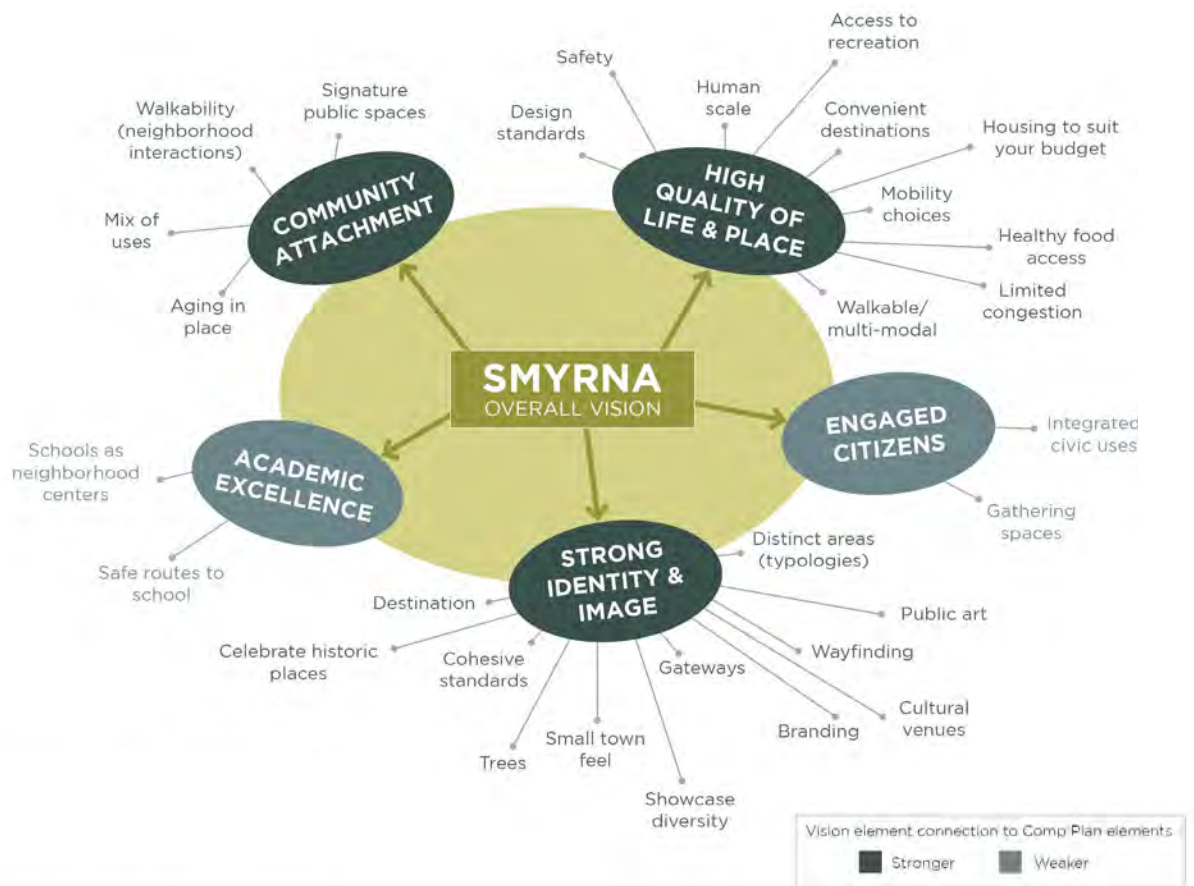 Signature
public spaces
Walkability
(neighborhood
interactions)
Mix of
uses
Aging in
place
COMMUNITY
ATTACHMENT
Safety
Design
standards
Human
scale
Access to
recreation
Convenient
destinations
Housing to suit
your budget
Mobility
choices
Healthy food
access
Limited
congestion
Walkable/
multi-modal
HIGH
QUALITY OF
LIFE & PLACE
SMYRNA
OVERALL VISION
ENGAGED
CITIZENS
Integrated
civic uses
Gathering
spaces
ACADEMIC
EXCELLENCE
Schools as
neighborhood
centers
Safe routes to
school
STRONG
IDENTITY &
IMAGE
Distinct areas
(typologies)
Public art
Wayfinding
Cultural
venues
Branding
Gateways
Showcase
diversity
Small town
feel
Trees
Cohesive
standards
Celebrate historic
places
Destination
Vision element connection to Comp Plan elements
Stronger
Weaker